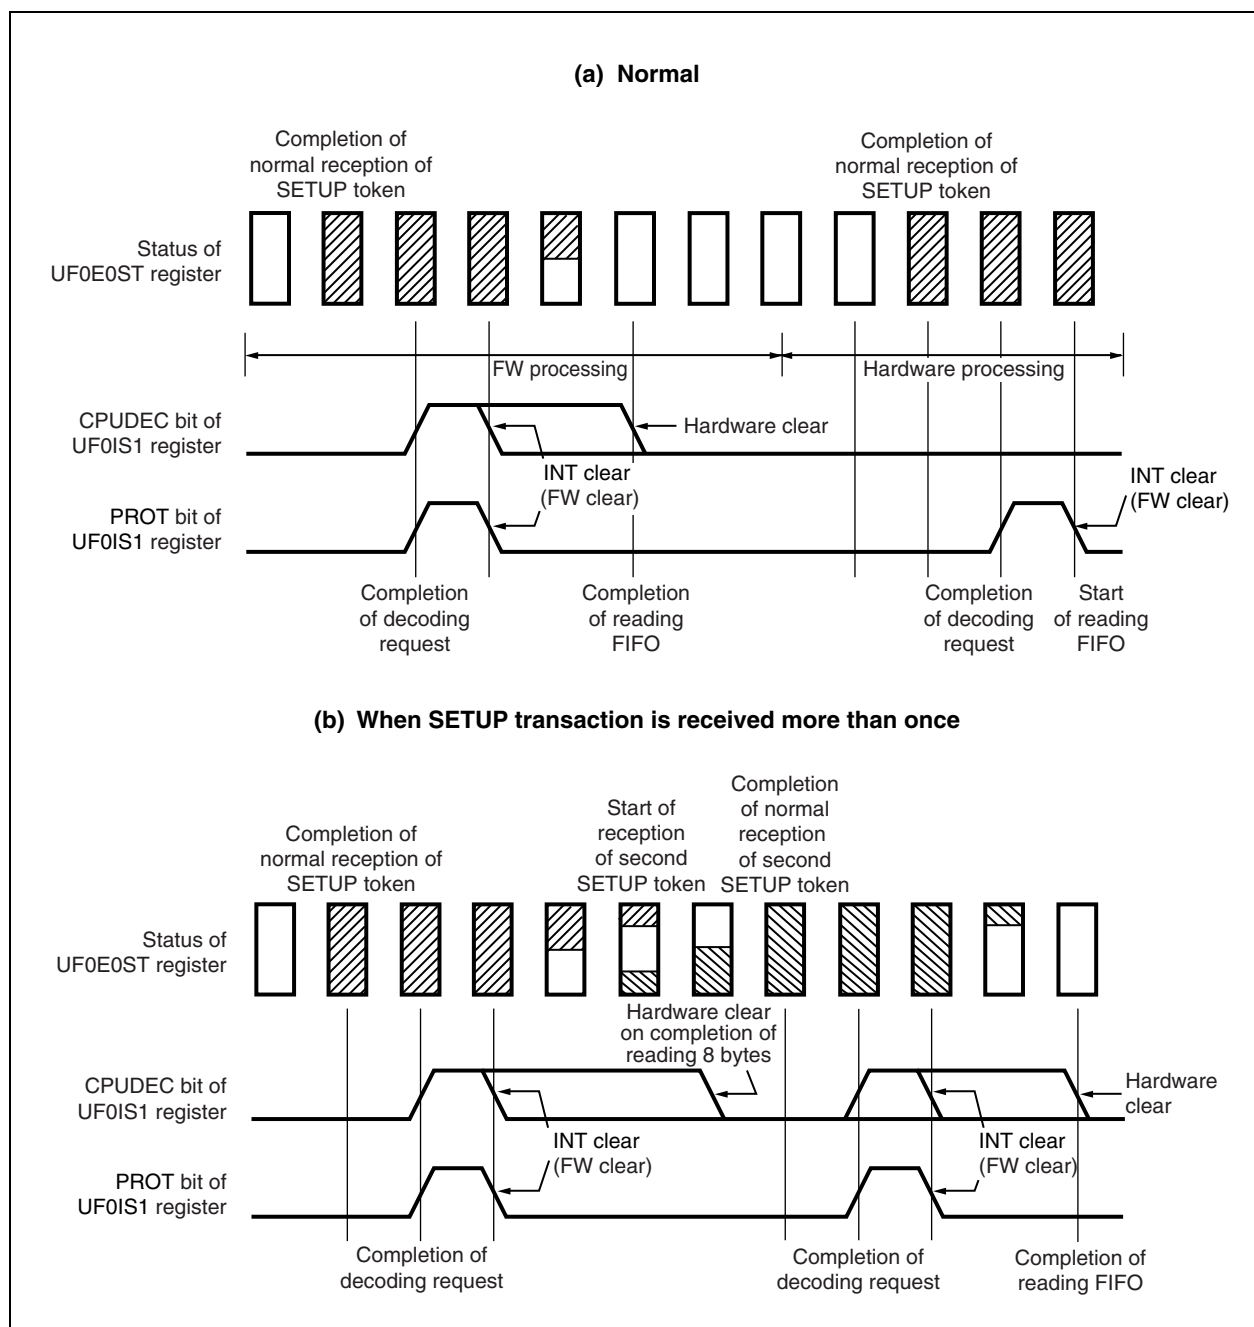 (a) Normal
Completion of
normal reception of
SETUP token
Completion of
normal reception of
SETUP token
Status of
UF0E0ST register
FW processing
Hardware processing
CPUDEC bit of
UF0IS1 register
Hardware clear
INT clear
(FW clear)
INT clear
(FW clear)
PROT bit of
UF0IS1 register
Completion
of decoding
request
Completion
of reading
FIFO
Completion
of decoding
request
Start
of reading
FIFO
(b) When SETUP transaction is received more than once
Completion of
normal reception of
SETUP token
Start of
reception
of second
SETUP token
Completion
of normal
reception
of second
SETUP token
Status of
UF0E0ST register
Hardware clear
on completion of
reading 8 bytes
CPUDEC bit of
UF0IS1 register
Hardware
clear
INT clear
(FW clear)
INT clear
(FW clear)
PROT bit of
UF0IS1 register
Completion of
decoding request
Completion of
decoding request
Completion of
reading FIFO